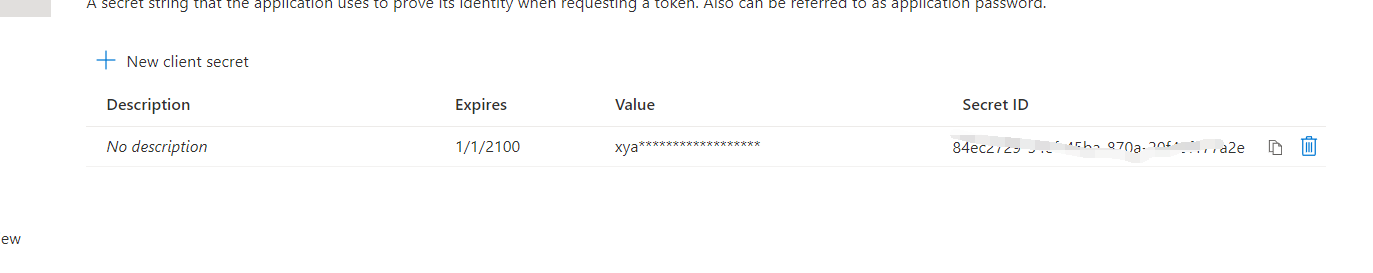 A secret string that the application uses to prove its identity when requesting a token. Also can be referred to as application password.
New client secret
Description Expires Value Secret ID
No description 1/1/2100 xya******************
ew